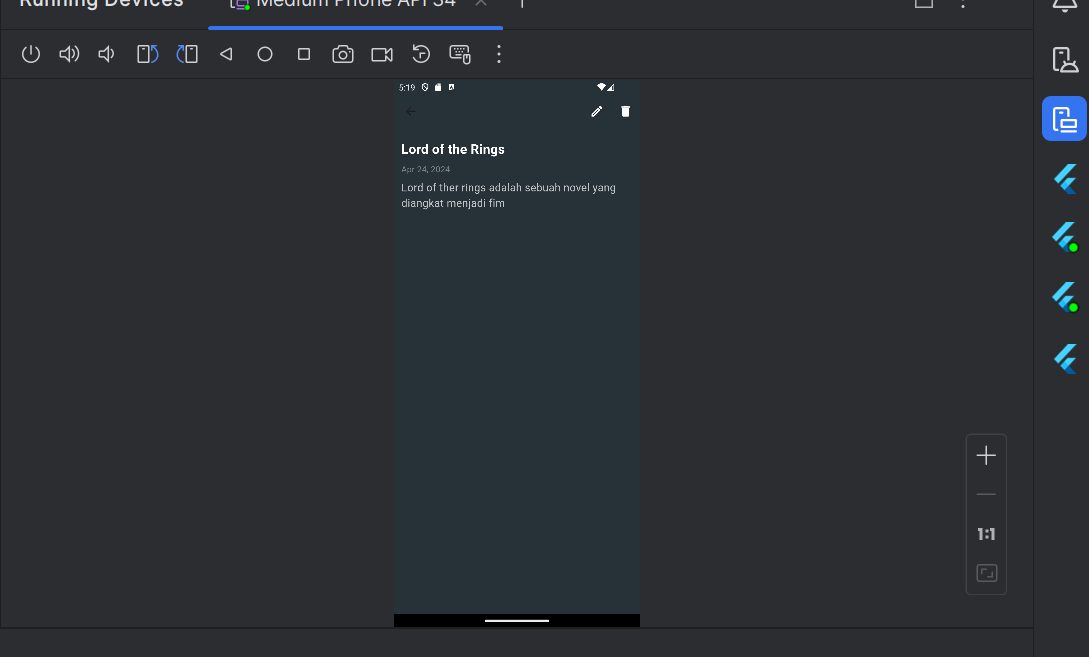 Running Devices
Medium Phone API 34
5:19
Lord of the Rings
Apr 24, 2024
Lord of ther rings adalah sebuah novel yang
diangkat menjadi fim
1:1